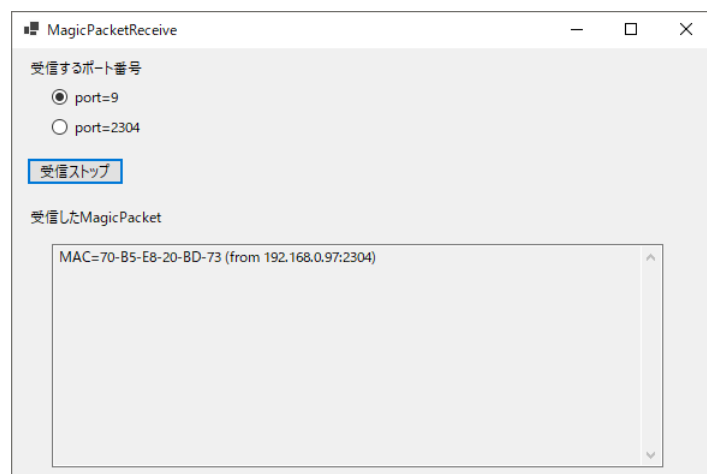 MagicPacketReceive
受信するポート番号
port=9
port=2304
受信ストップ
受信したMagicPacket
MAC=70-B5-E8-20-BD-73 (from 192.168.0.97:2304)